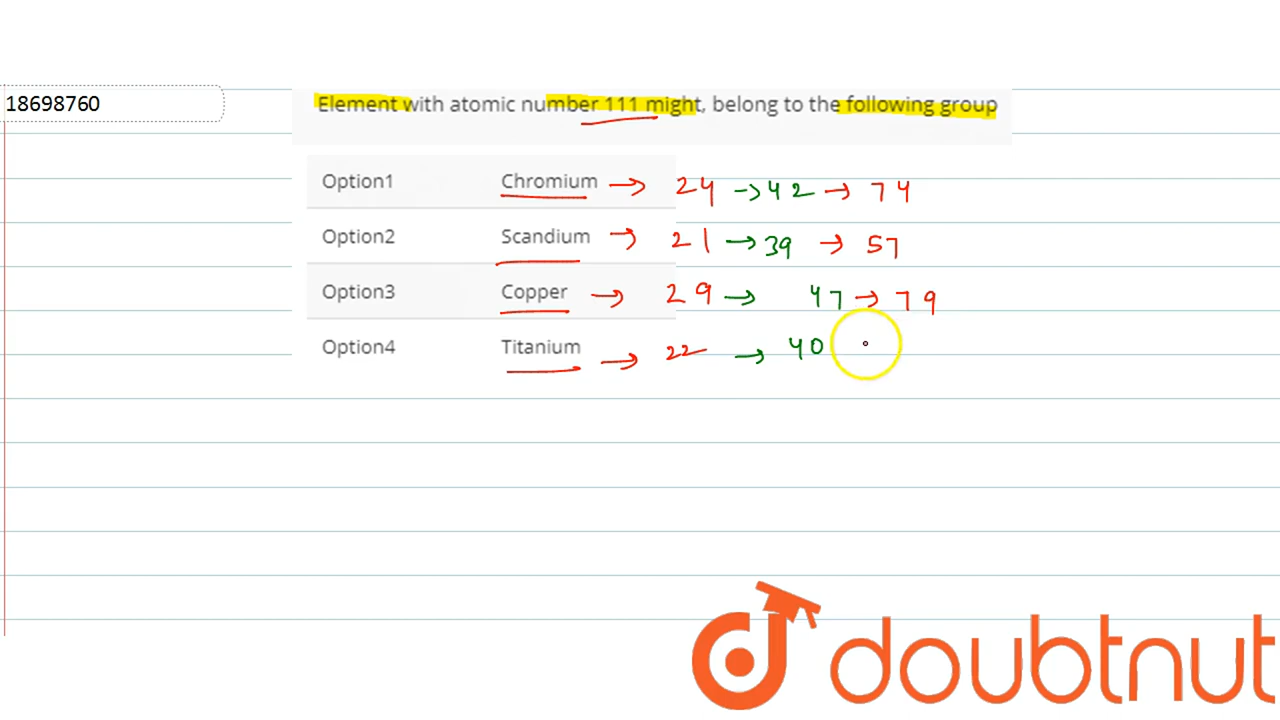 18698760
Element with atomic number 111 might, belong to the following group
Option1 Chromium → 24 → 42 → 74
Option2 Scandium → 21 → 39 → 57
Option3 Copper → 29 → 47 → 79
Option4 Titanium → 22 → 40
doubtnut